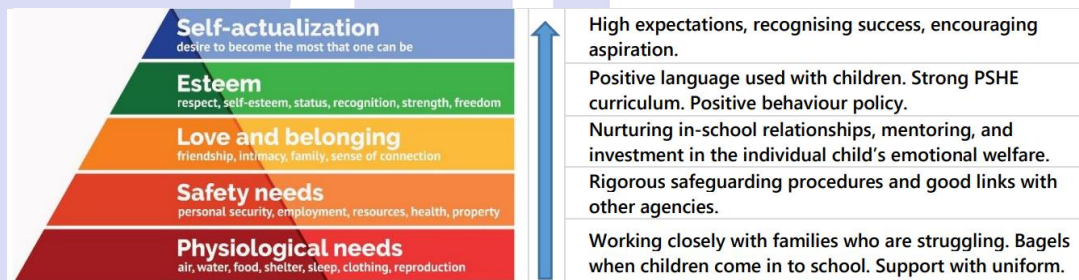 Self-actualization
desire to become the most that one can be
High expectations, recognising success, encouraging
aspiration.
Esteem
respect, self-esteem, status, recognition, strength, freedom
Positive language used with children. Strong PSHE
curriculum. Positive behaviour policy.
Love and belonging
friendship, intimacy, family, sense of connection
Nurturing in-school relationships, mentoring, and
investment in the individual child's emotional welfare.
Safety needs
personal security, employment, resources, health, property
Rigorous safeguarding procedures and good links with
other agencies.
Physiological needs
air, water, food, shelter, sleep, clothing, reproduction
Working closely with families who are struggling. Bagels
when children come in to school. Support with uniform.